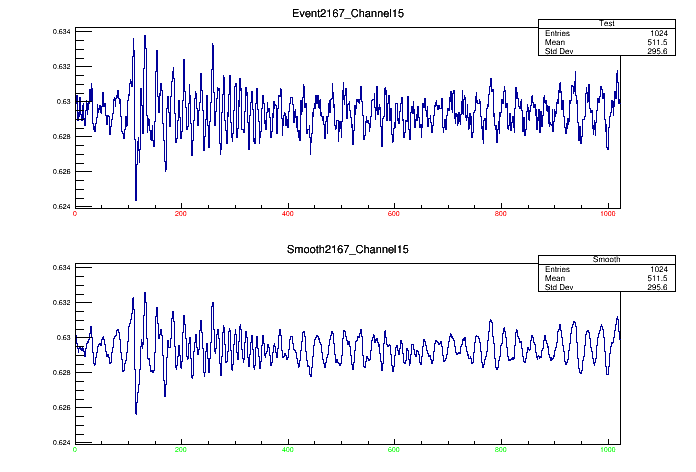 Event2167_Channel15
Test
Entries 1024
Mean 511.5
Std Dev 295.6
0.634
0.632
0.63
0.628
0.626
0.624
0 200 400 600 800 1000
Smooth2167_Channel15
Smooth
Entries 1024
Mean 511.5
Std Dev 295.6
0.634
0.632
0.63
0.628
0.626
0.624
0 200 400 600 800 1000